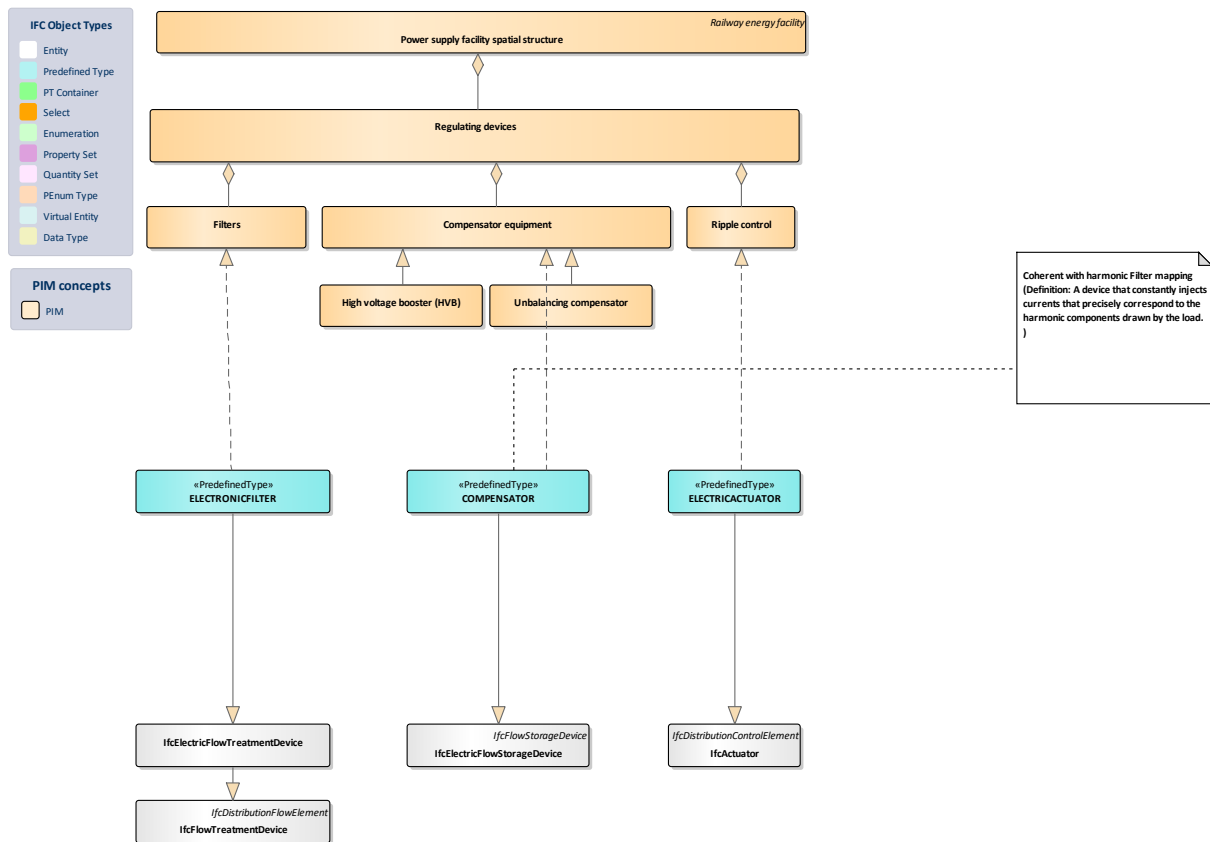 IFC Object Types
Entity
Predefined Type
PT Container
Select
Enumeration
Property Set
Quantity Set
PEnum Type
Virtual Entity
Data Type
PIM concepts
PIM
Railway energy facility
Power supply facility spatial structure
Regulating devices
Filters
Compensator equipment
Ripple control
High voltage booster (HVB)
Unbalancing compensator
Coherent with harmonic Filter mapping
(Definition: A device that constantly injects
currents that precisely correspond to the
harmonic components drawn by the load.
)
«PredefinedType»
ELECTRONICFILTER
«PredefinedType»
COMPENSATOR
«PredefinedType»
ELECTRICACTUATOR
IfcElectricFlowTreatmentDevice
IfcFlowStorageDevice
IfcElectricFlowStorageDevice
IfcDistributionControlElement
IfcActuator
IfcDistributionFlowElement
IfcFlowTreatmentDevice